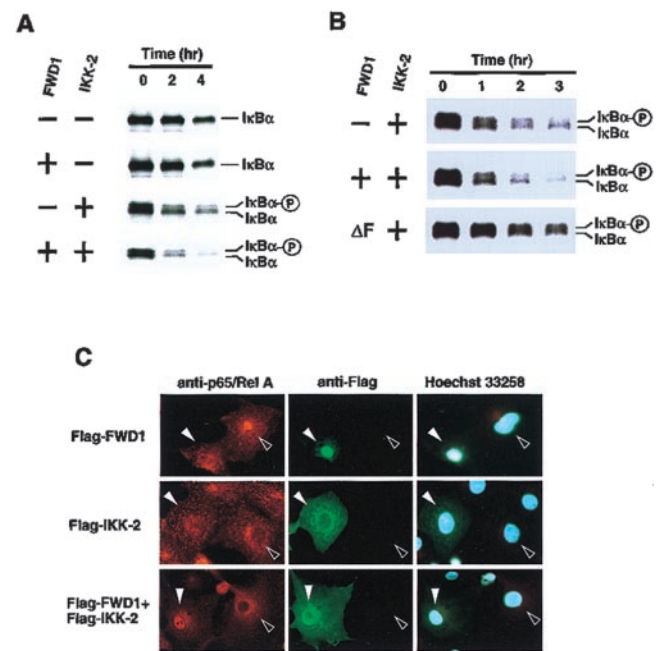 A
FWD1
IKK-2
Time (hr)
0 2 4
− − IκBα
+ − IκBα
− + IκBα-P
IκBα
+ + IκBα-P
IκBα
B
FWD1
IKK-2
Time (hr)
0 1 2 3
− + IκBα-P
IκBα
+ + IκBα-P
IκBα
ΔF + IκBα-P
IκBα
C
anti-p65/Rel A anti-Flag Hoechst 33258
Flag-FWD1
Flag-IKK-2
Flag-FWD1+
Flag-IKK-2